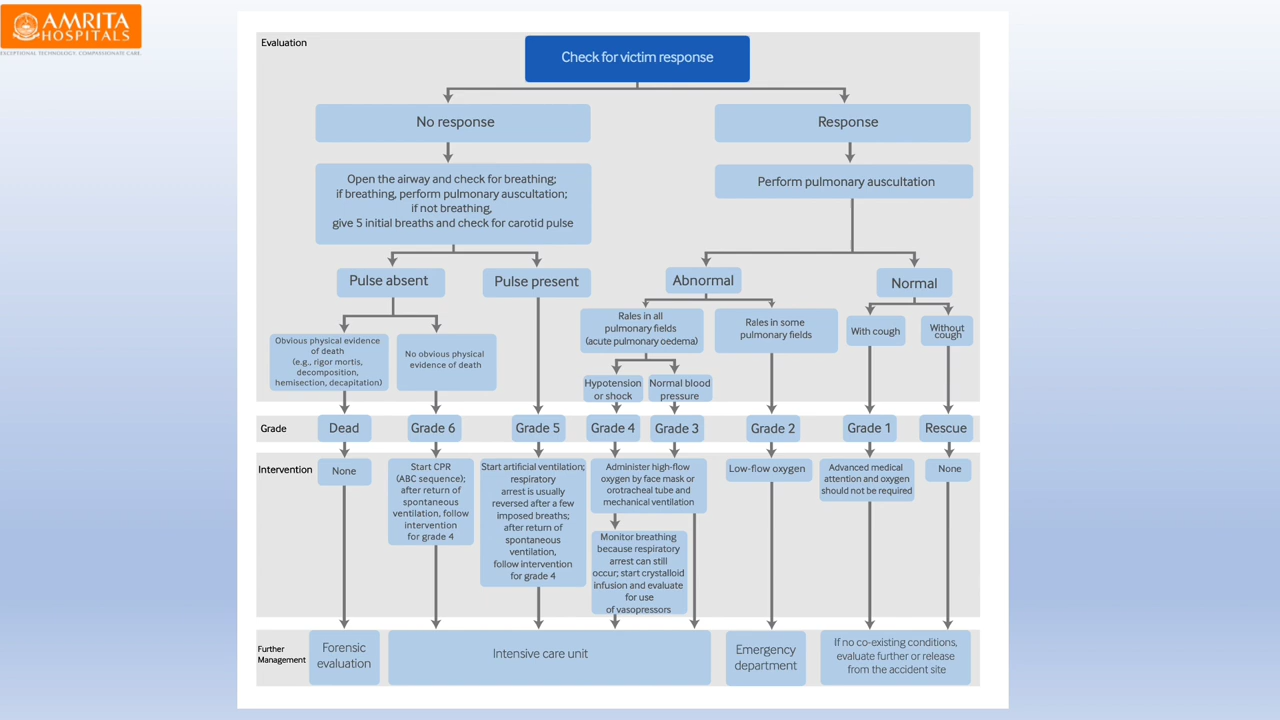 AMRITA
HOSPITALS
EXCEPTIONAL TECHNOLOGY. COMPASSIONATE CARE.
Evaluation
Check for victim response
No response
Response
Open the airway and check for breathing;
if breathing, perform pulmonary auscultation;
if not breathing,
give 5 initial breaths and check for carotid pulse
Perform pulmonary auscultation
Pulse absent
Pulse present
Abnormal
Normal
Obvious physical evidence
of death
(e.g., rigor mortis,
decomposition,
hemisection, decapitation)
No obvious physical
evidence of death
Rales in all
pulmonary fields
(acute pulmonary oedema)
Rales in some
pulmonary fields
With cough
Without
cough
Hypotension
or shock
Normal blood
pressure
Grade
Dead
Grade 6
Grade 5
Grade 4
Grade 3
Grade 2
Grade 1
Rescue
Intervention
None
Start CPR
(ABC sequence);
after return of
spontaneous
ventilation, follow
intervention
for grade 4
Start artificial ventilation;
respiratory
arrest is usually
reversed after a few
imposed breaths;
after return of
spontaneous
ventilation,
follow intervention
for grade 4
Administer high-flow
oxygen by face mask or
orotracheal tube and
mechanical ventilation
Monitor breathing
because respiratory
arrest can still
occur; start crystalloid
infusion and evaluate
for use
of vasopressors
Low-flow oxygen
Advanced medical
attention and oxygen
should not be required
None
Further
Management
Forensic
evaluation
Intensive care unit
Emergency
department
If no co-existing conditions,
evaluate further or release
from the accident site